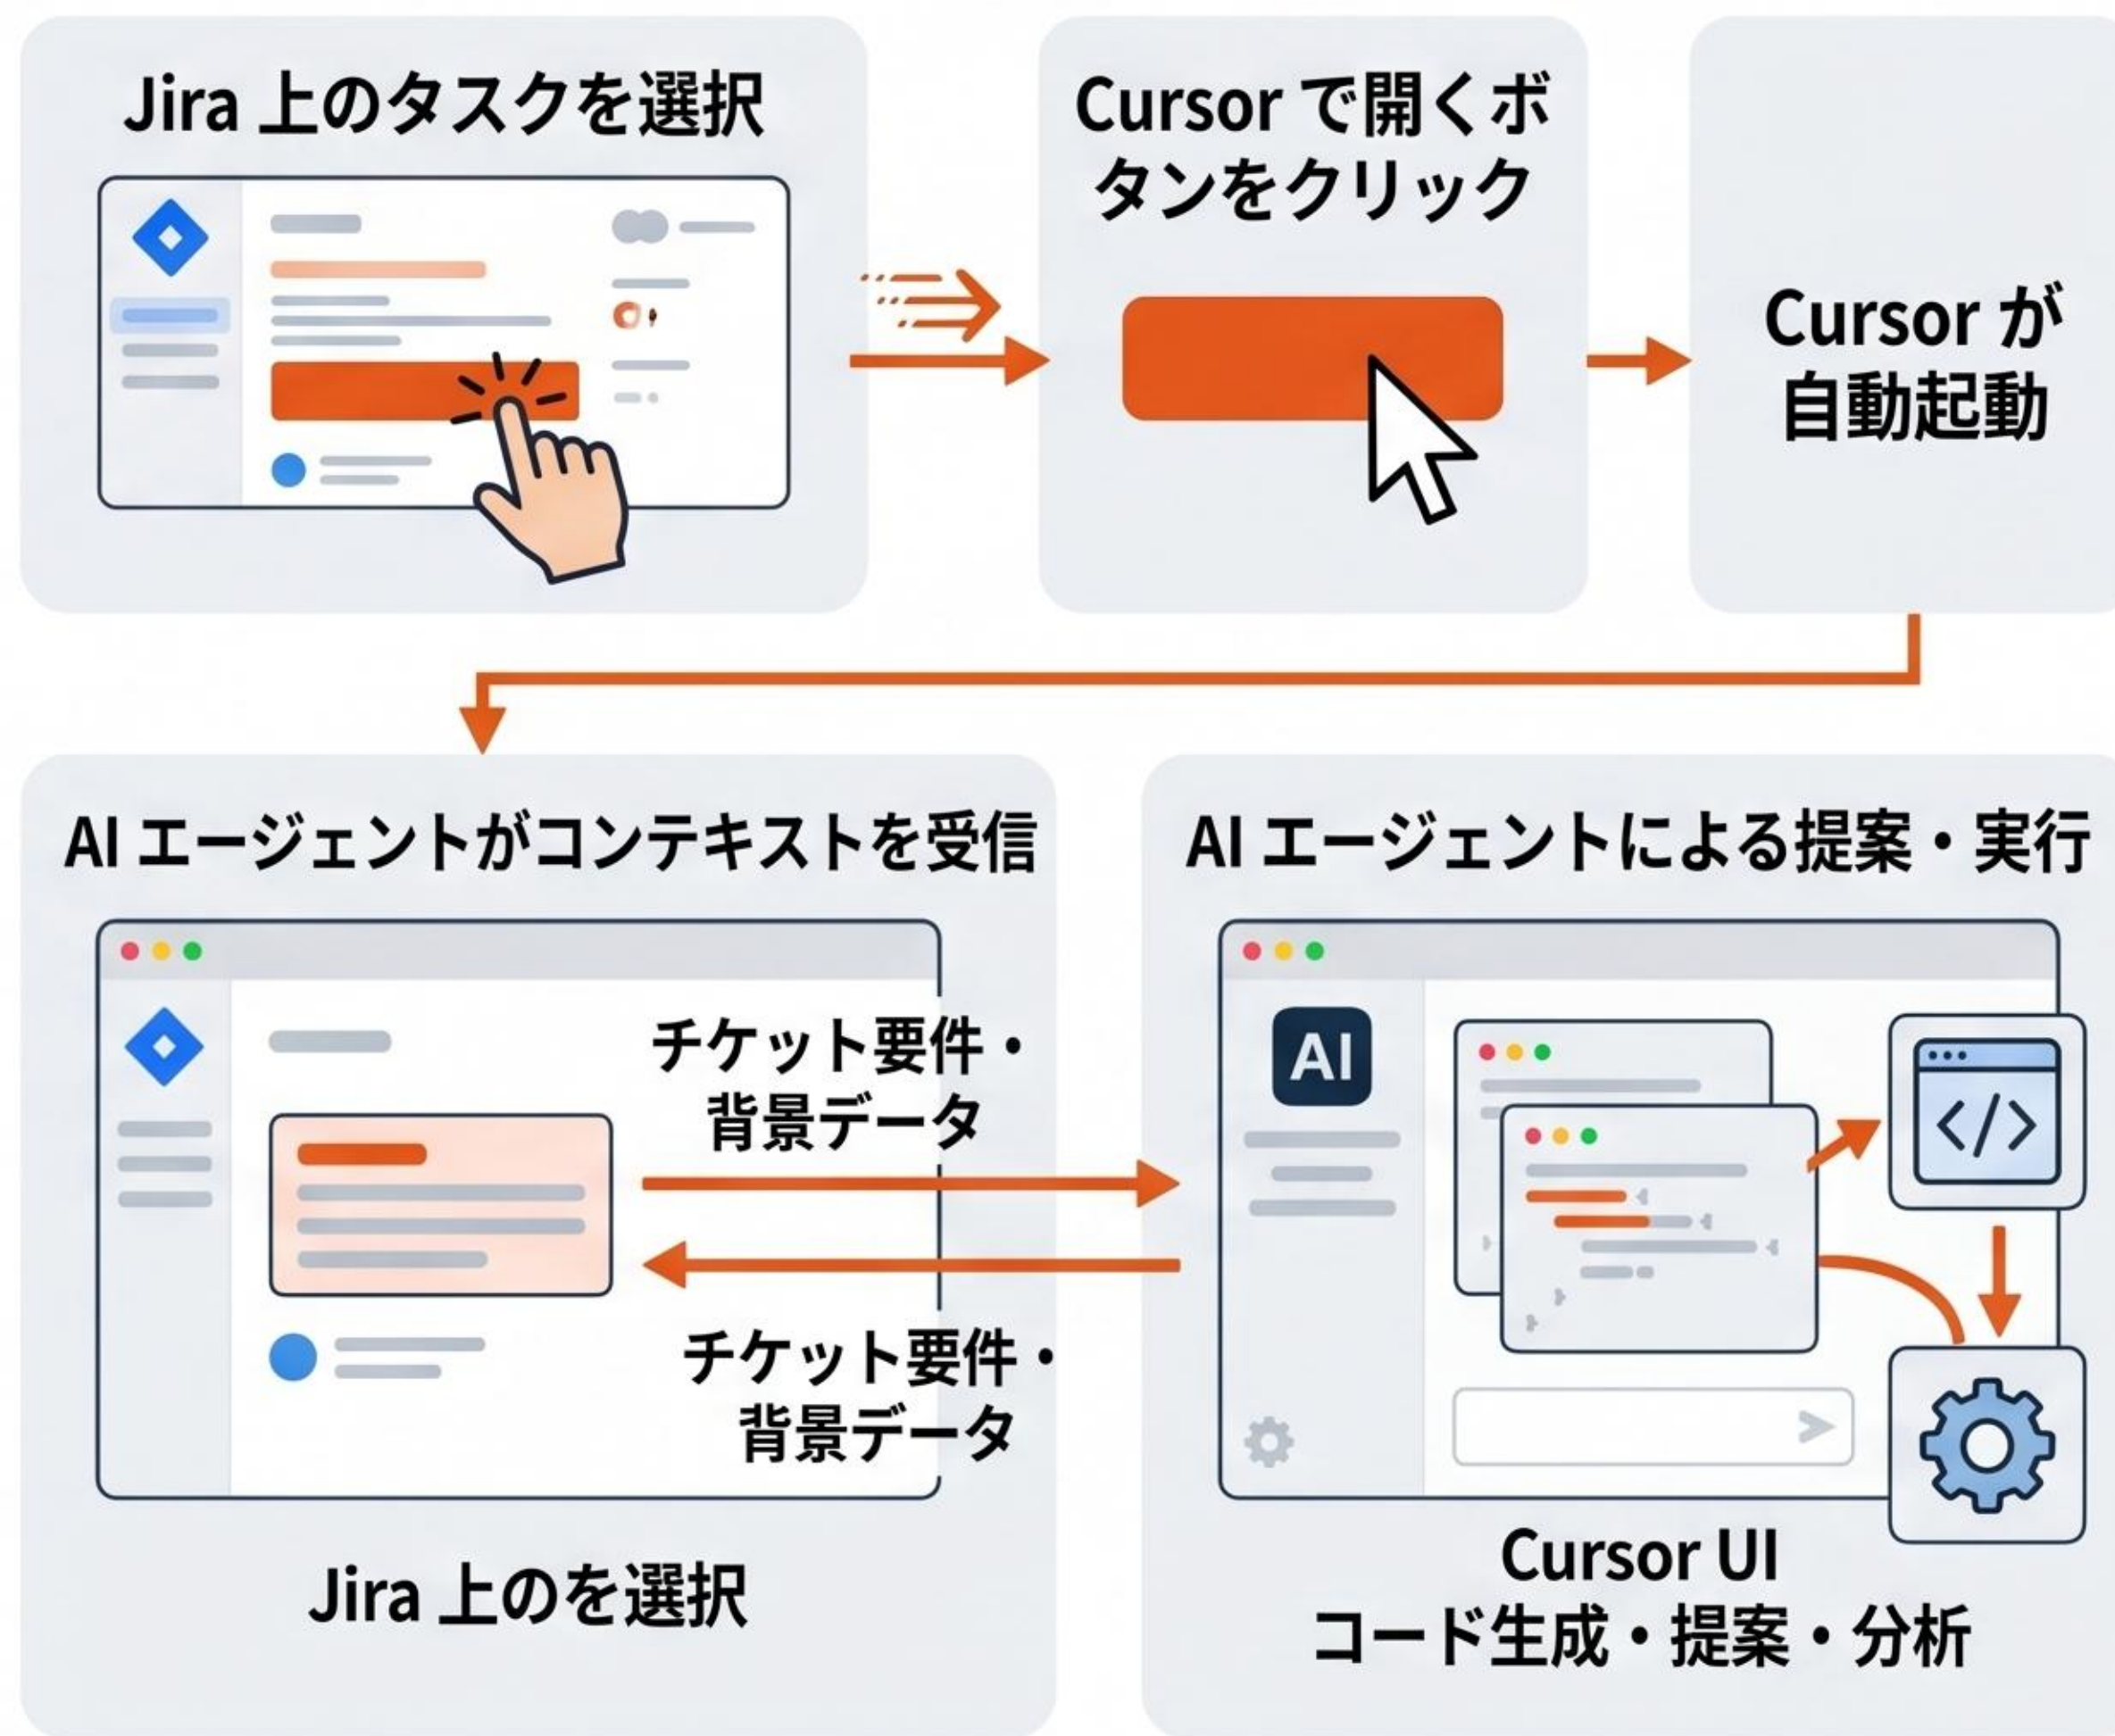 Jira 上のタスクを選択
Cursor で開くボ
タンをクリック
Cursor が
自動起動
AI エージェントがコンテキストを受信
チケット要件・
背景データ
チケット要件・
背景データ
Jira 上のを選択
AI エージェントによる提案・実行
AI
</>
Cursor UI
コード生成・提案・分析